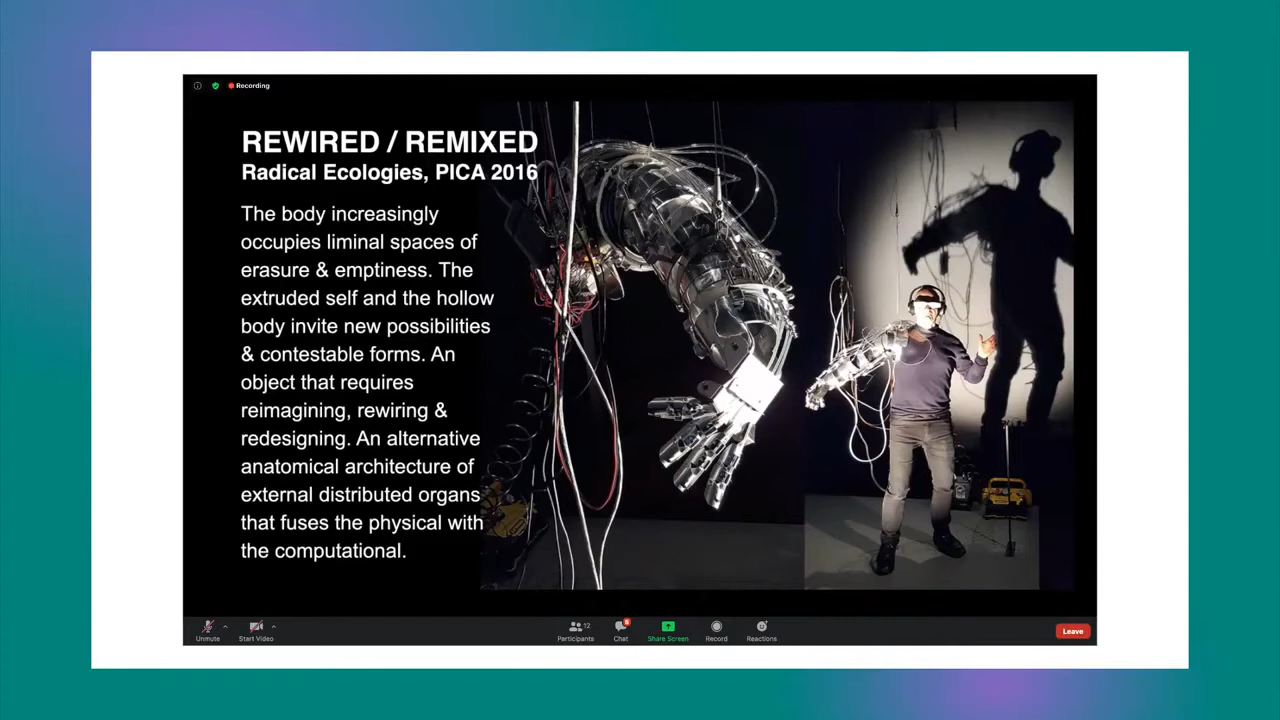 Recording
REWIRED / REMIXED
Radical Ecologies, PICA 2016
The body increasingly
occupies liminal spaces of
erasure & emptiness. The
extruded self and the hollow
body invite new possibilities
& contestable forms. An
object that requires
reimagining, rewiring &
redesigning. An alternative
anatomical architecture of
external distributed organs
that fuses the physical with
the computational.
Unmute
Start Video
12
Participants
8
Chat
Share Screen
Record
Reactions
Leave